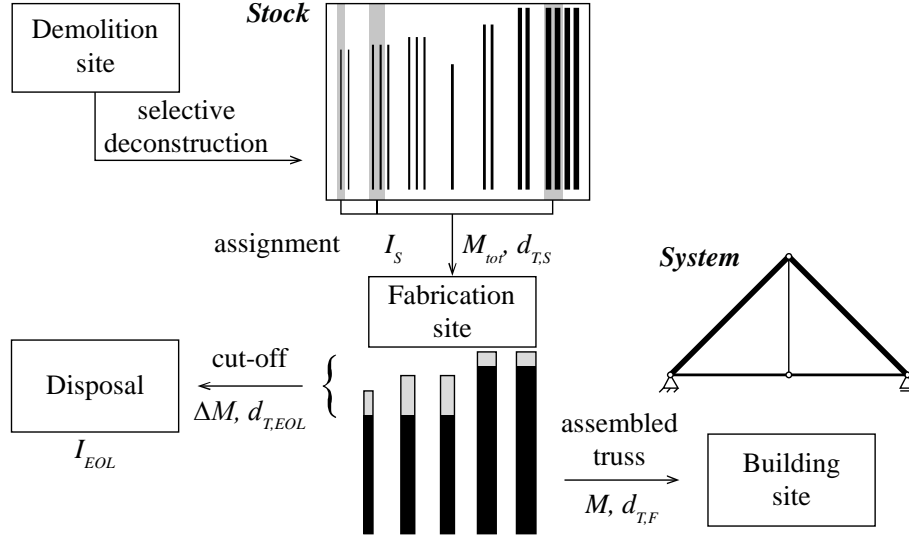 Stock
Demolition
site
selective
deconstruction
assignment
I_S
M_tot, d_T,S
System
Fabrication
site
cut-off
Disposal
ΔM, d_T,EOL
I_EOL
assembled
truss
M, d_T,F
Building
site